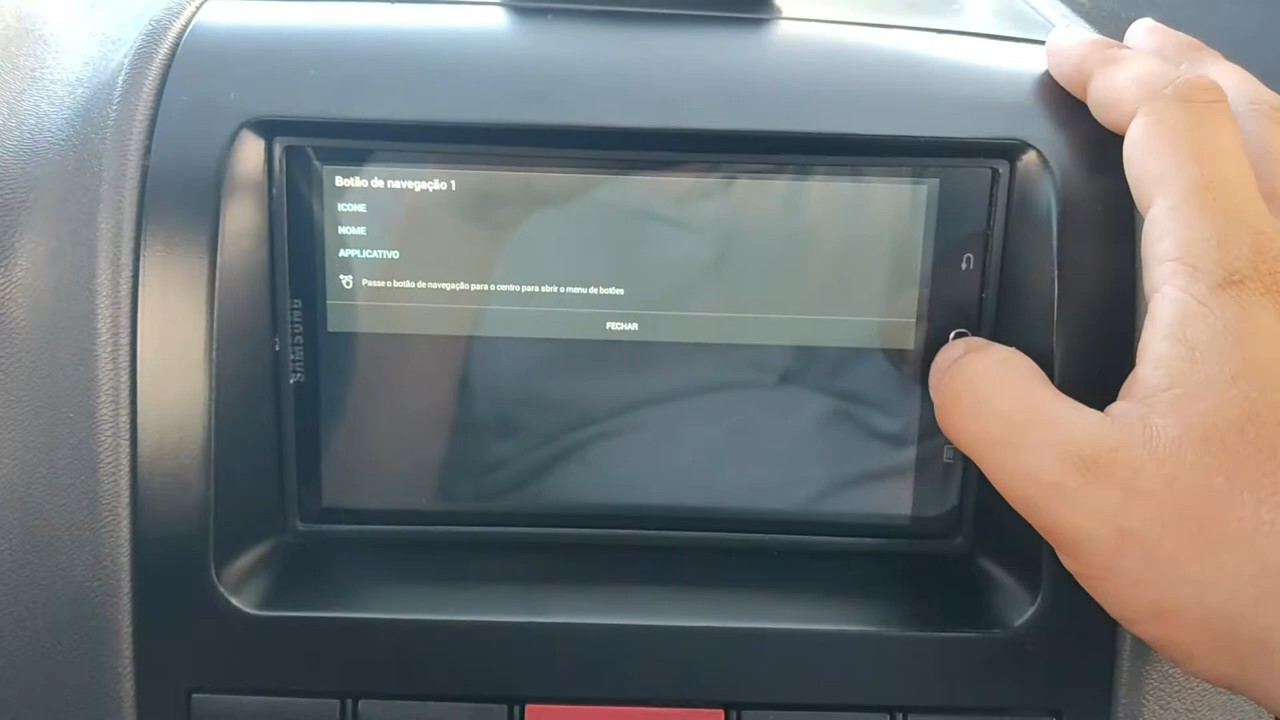 Botão de navegação 1
ICONE
NOME
APPLICATIVO
Passe o botão de navegação para o centro para abrir o menu de botões
FECHAR
SAMSUNG